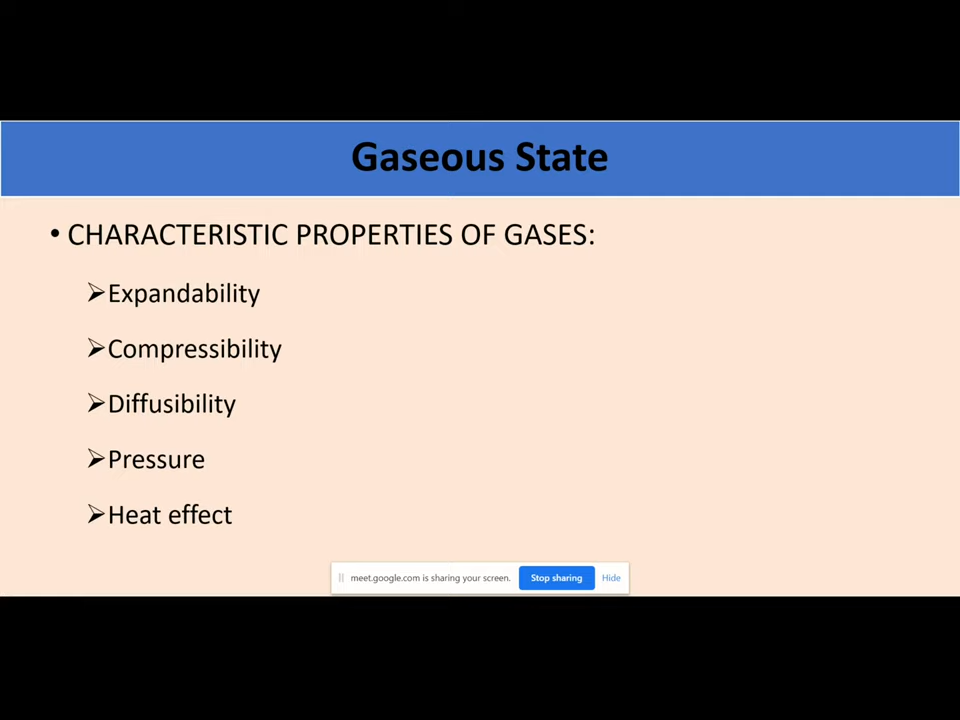 Gaseous State
• CHARACTERISTIC PROPERTIES OF GASES:
➢Expandability
➢Compressibility
➢Diffusibility
➢Pressure
➢Heat effect
meet.google.com is sharing your screen. Stop sharing Hide